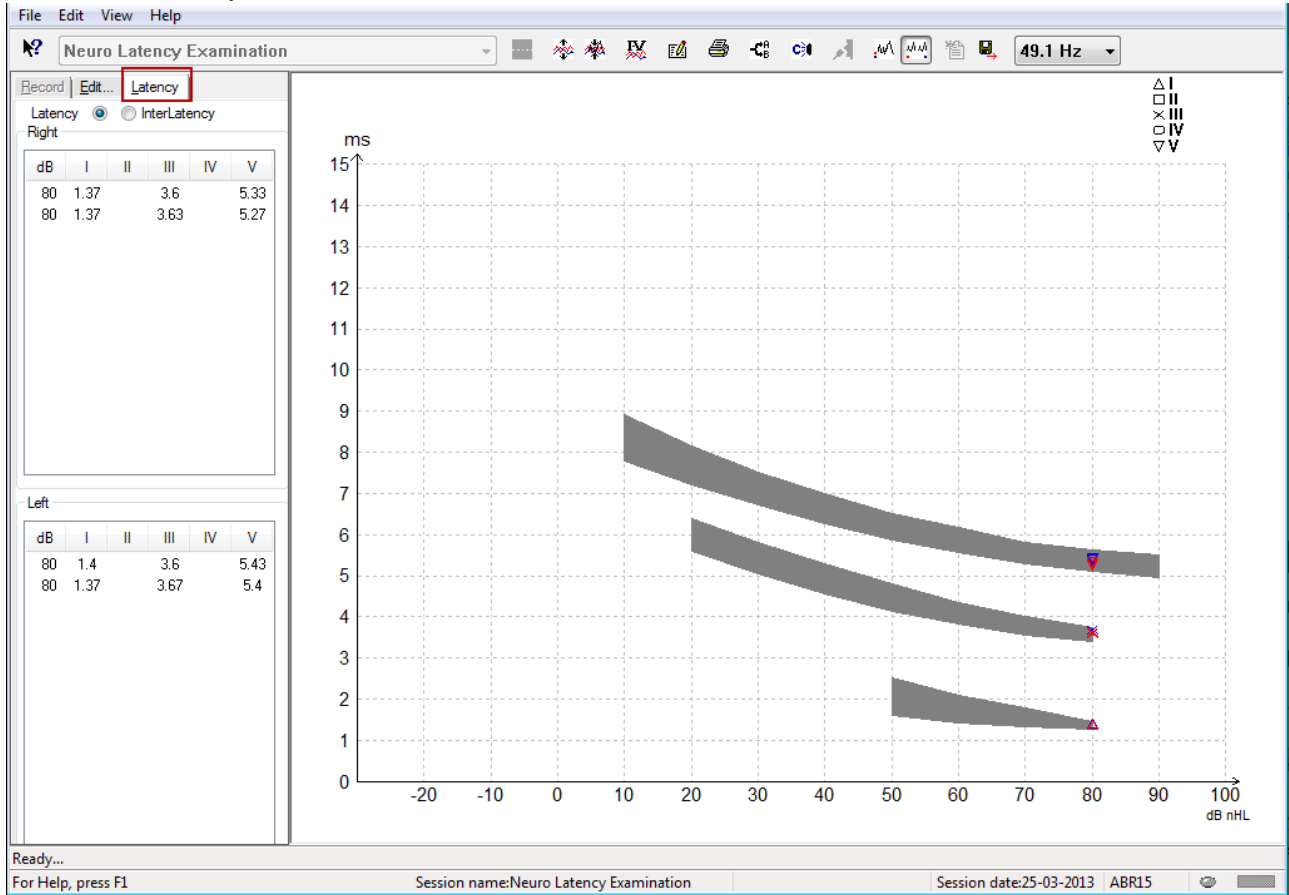 File Edit View Help
Neuro Latency Examination 49.1 Hz
Record Edit... Latency
Latency InterLatency
Right
dB I II III IV V
80 1.37 3.6 5.33
80 1.37 3.63 5.27
Left
dB I II III IV V
80 1.4 3.6 5.43
80 1.37 3.67 5.4
I
II
III
IV
V
ms
15
14
13
12
11
10
9
8
7
6
5
4
3
2
1
0
-20 -10 0 10 20 30 40 50 60 70 80 90 100
dB nHL
Ready...
For Help, press F1 Session name:Neuro Latency Examination Session date:25-03-2013 ABR15